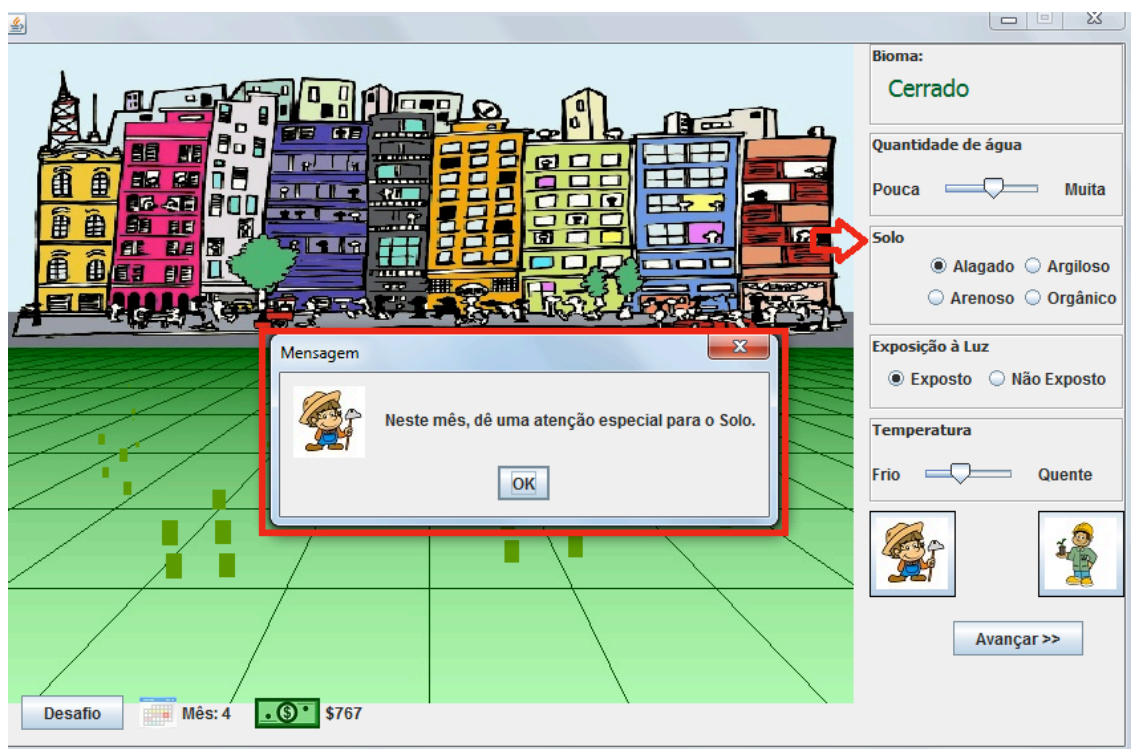 Bioma:
Cerrado
Quantidade de água
Pouca Muita
Solo
Alagado Argiloso
Arenoso Orgânico
Exposição à Luz
Exposto Não Exposto
Temperatura
Frio Quente
Avançar >>
Mensagem
Neste mês, dê uma atenção especial para o Solo.
OK
Desafio Mês: 4 $767